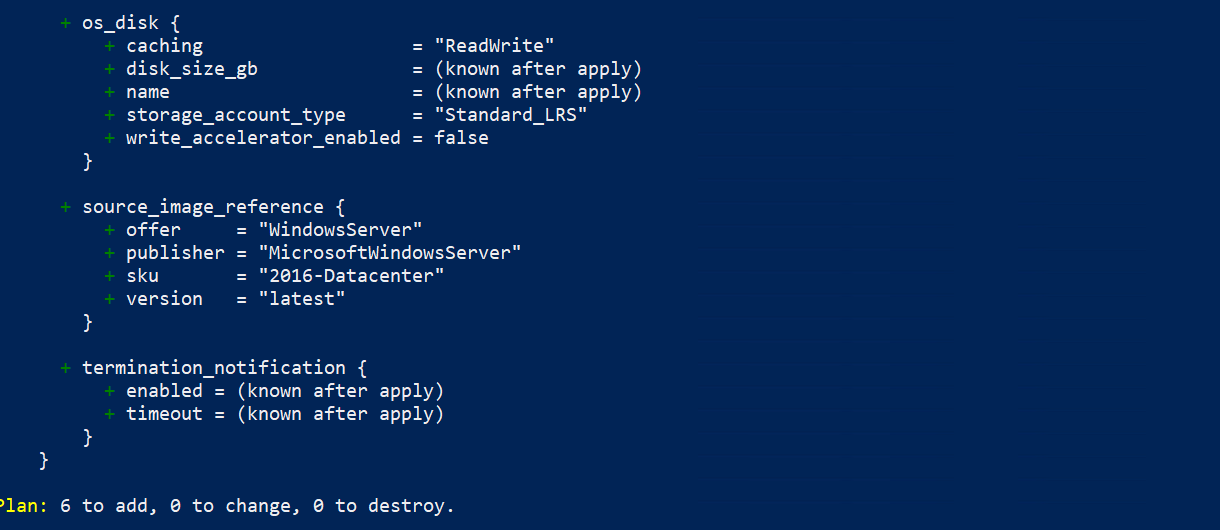 + os_disk {
+ caching = "ReadWrite"
+ disk_size_gb = (known after apply)
+ name = (known after apply)
+ storage_account_type = "Standard_LRS"
+ write_accelerator_enabled = false
}
+ source_image_reference {
+ offer = "WindowsServer"
+ publisher = "MicrosoftWindowsServer"
+ sku = "2016-Datacenter"
+ version = "latest"
}
+ termination_notification {
+ enabled = (known after apply)
+ timeout = (known after apply)
}
}
Plan: 6 to add, 0 to change, 0 to destroy.